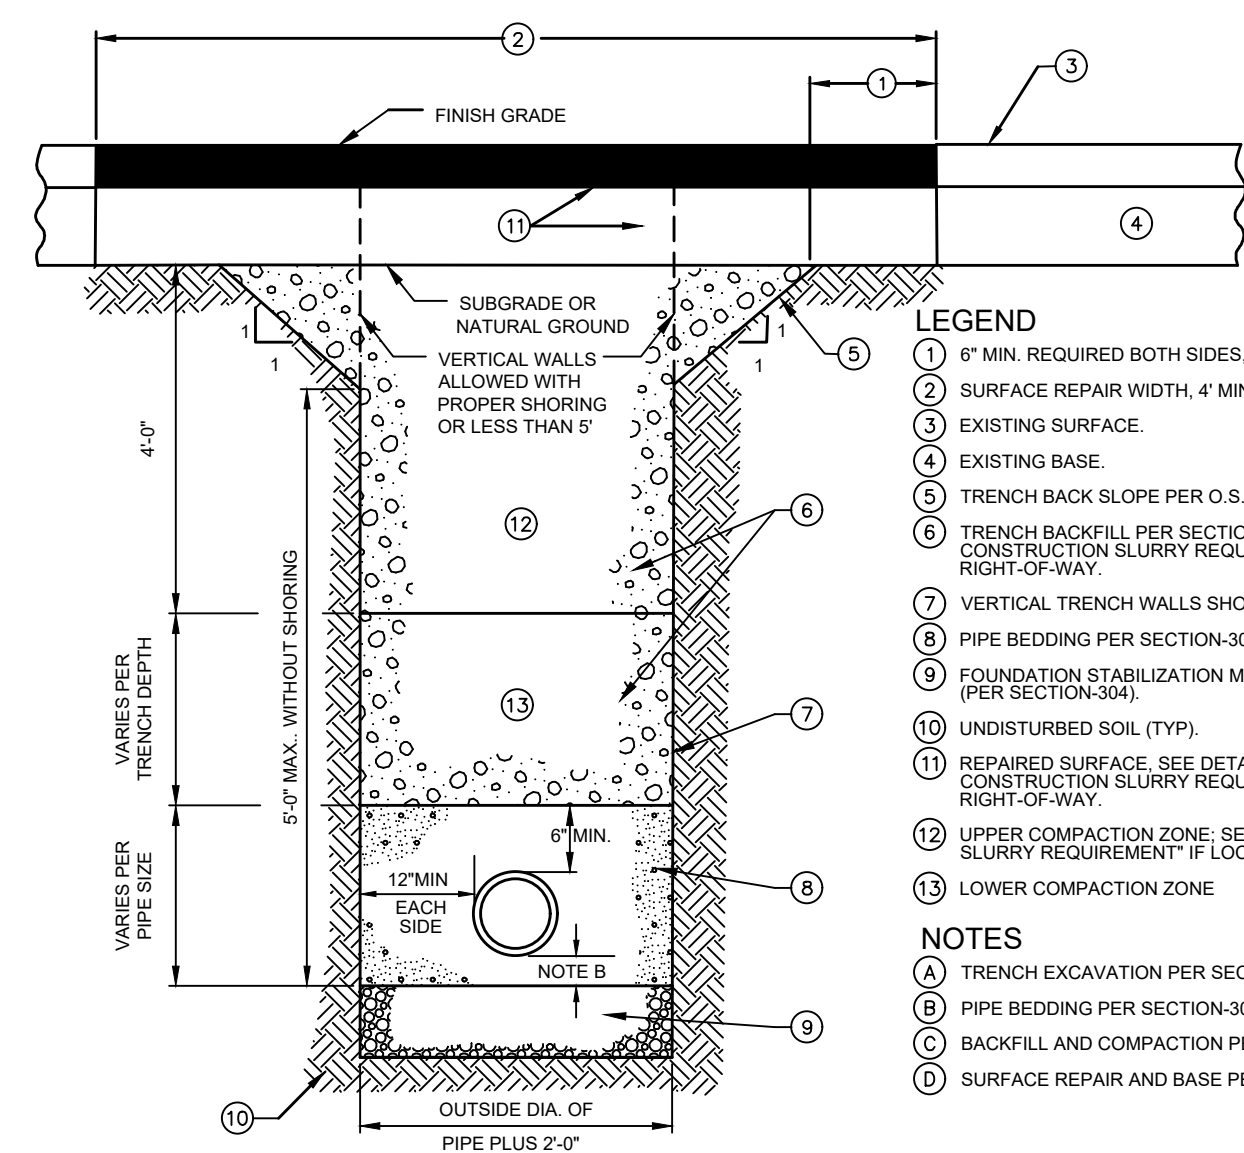 2
1
3
FINISH GRADE
11
4
SUBGRADE OR
NATURAL GROUND
1
1
1
1
5
VERTICAL WALLS
ALLOWED WITH
PROPER SHORING
OR LESS THAN 5'
4'-0"
12
6
5'-0" MAX.. WITHOUT SHORING
VARIES PER
TRENCH DEPTH
13
7
VARIES PER
PIPE SIZE
6" MIN.
12"MIN
EACH
SIDE
8
NOTE B
9
10
OUTSIDE DIA. OF
PIPE PLUS 2'-0"
LEGEND
1 6" MIN. REQUIRED BOTH SIDES,
2 SURFACE REPAIR WIDTH, 4' MIN
3 EXISTING SURFACE.
4 EXISTING BASE.
5 TRENCH BACK SLOPE PER O.S.
6 TRENCH BACKFILL PER SECTIO
CONSTRUCTION SLURRY REQU
RIGHT-OF-WAY.
7 VERTICAL TRENCH WALLS SHO
8 PIPE BEDDING PER SECTION-30
9 FOUNDATION STABILIZATION M
(PER SECTION-304).
10 UNDISTURBED SOIL (TYP).
11 REPAIRED SURFACE, SEE DETA
CONSTRUCTION SLURRY REQU
RIGHT-OF-WAY.
12 UPPER COMPACTION ZONE; SE
SLURRY REQUIREMENT" IF LOC
13 LOWER COMPACTION ZONE
NOTES
A TRENCH EXCAVATION PER SEC
B PIPE BEDDING PER SECTION-30
C BACKFILL AND COMPACTION P
D SURFACE REPAIR AND BASE PE